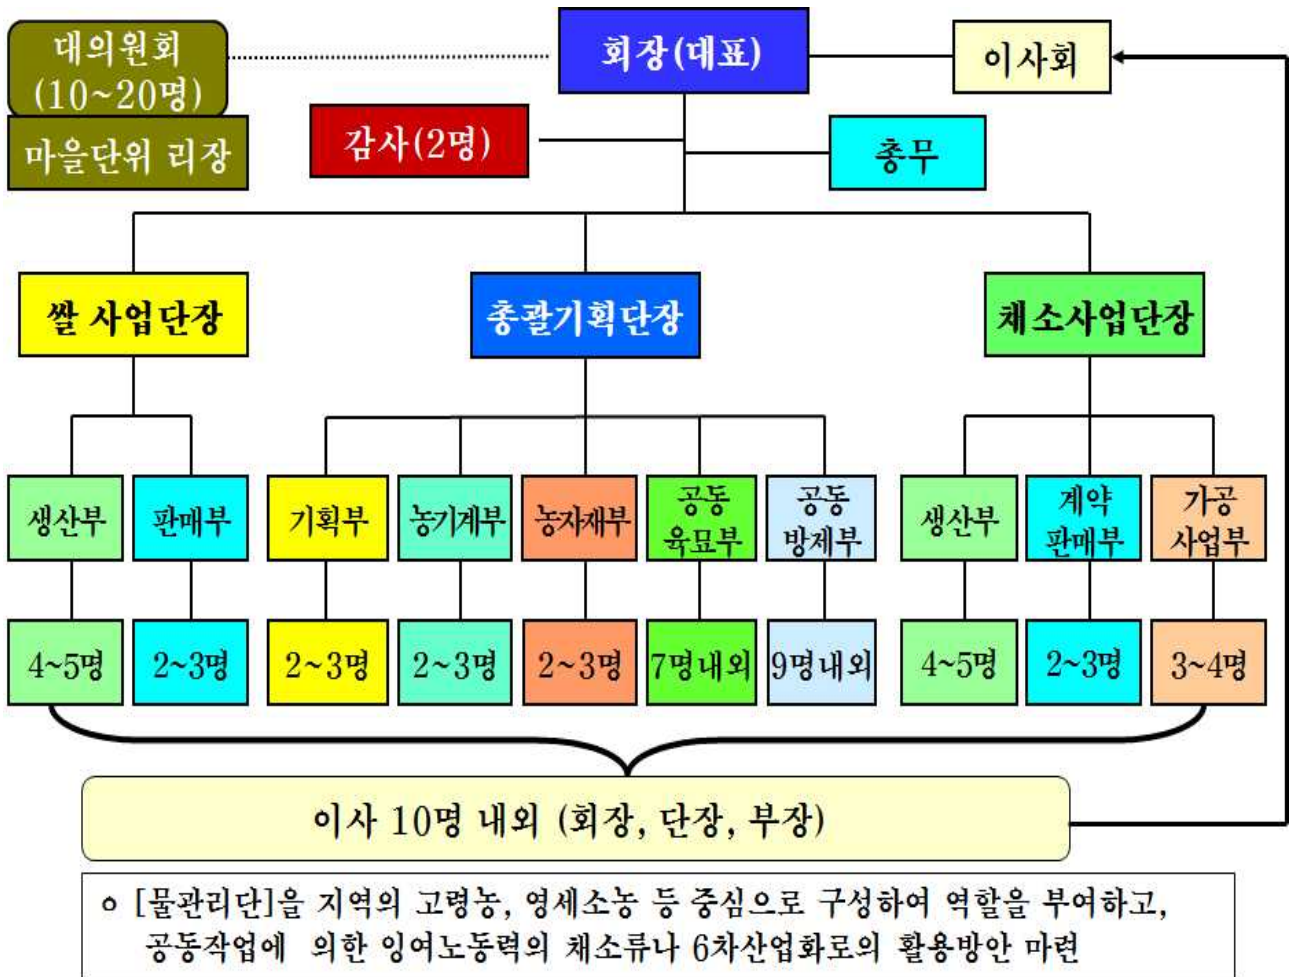 대의원회
(10~20명)
마을단위 리장
회장(대표)
이사회
감사(2명)
총무
쌀 사업단장
총괄기획단장
채소사업단장
생산부
판매부
기획부
농기계부
농자재부
공동
육묘부
공동
방제부
생산부
계약
판매부
가공
사업부
4~5명
2~3명
2~3명
2~3명
2~3명
7명내외
9명내외
4~5명
2~3명
3~4명
이사 10명 내외 (회장, 단장, 부장)
o [물관리단]을 지역의 고령농, 영세소농 등 중심으로 구성하여 역할을 부여하고,
공동작업에 의한 잉여노동력의 채소류나 6차산업화로의 활용방안 마련